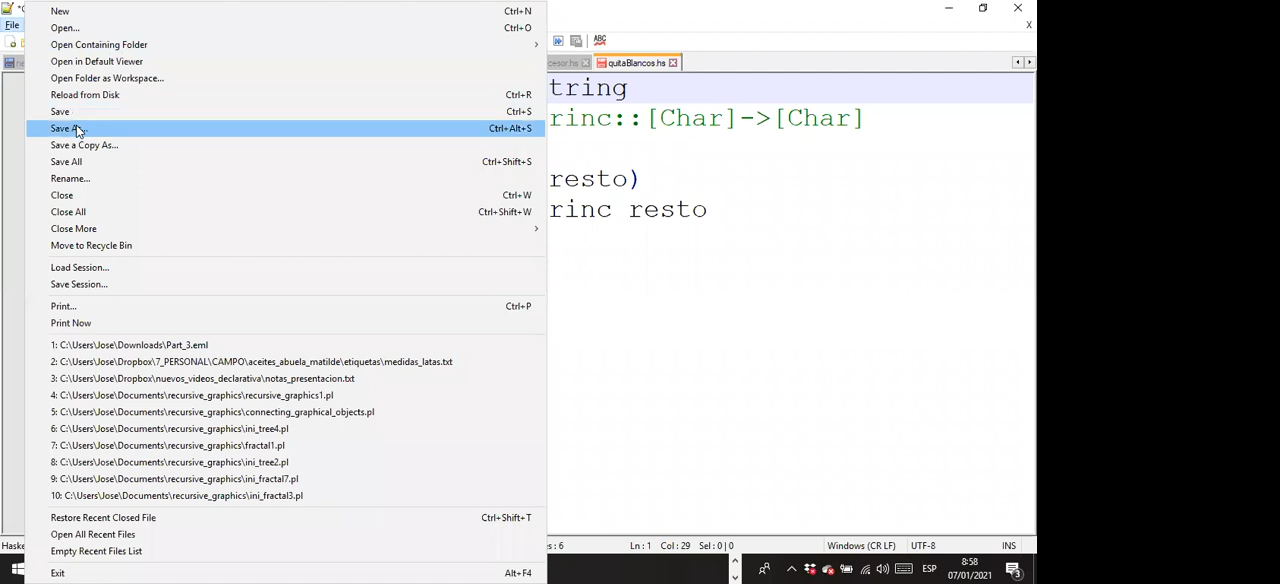 File
New Ctrl+N
Open... Ctrl+O
Open Containing Folder
Open in Default Viewer
Open Folder as Workspace...
Reload from Disk Ctrl+R
Save Ctrl+S
Save As... Ctrl+Alt+S
Save a Copy As...
Save All Ctrl+Shift+S
Rename...
Close Ctrl+W
Close All Ctrl+Shift+W
Close More
Move to Recycle Bin
Load Session...
Save Session...
Print... Ctrl+P
Print Now
1: C:\Users\Jose\Downloads\Part_3.eml
2: C:\Users\Jose\Dropbox\7_PERSONAL\CAMPO\aceites_abuela_matilde\etiquetas\medidas_latas.txt
3: C:\Users\Jose\Dropbox\nuevos_videos_declarativa\notas_presentacion.txt
4: C:\Users\Jose\Documents\recursive_graphics\recursive_graphics1.pl
5: C:\Users\Jose\Documents\recursive_graphics\connecting_graphical_objects.pl
6: C:\Users\Jose\Documents\recursive_graphics\ini_tree4.pl
7: C:\Users\Jose\Documents\recursive_graphics\fractal1.pl
8: C:\Users\Jose\Documents\recursive_graphics\ini_tree2.pl
9: C:\Users\Jose\Documents\recursive_graphics\ini_fractal7.pl
10: C:\Users\Jose\Documents\recursive_graphics\ini_fractal3.pl
Restore Recent Closed File Ctrl+Shift+T
Open All Recent Files
Empty Recent Files List
Exit Alt+F4
X
ABC
cesor.hs quitaBlancos.hs
tring
rinc::[Char]->[Char]
resto)
rinc resto
Haske es: 6 Ln: 1 Col: 29 Sel: 0 | 0 Windows (CR LF) UTF-8 INS
ESP 8:58
07/01/2021 3